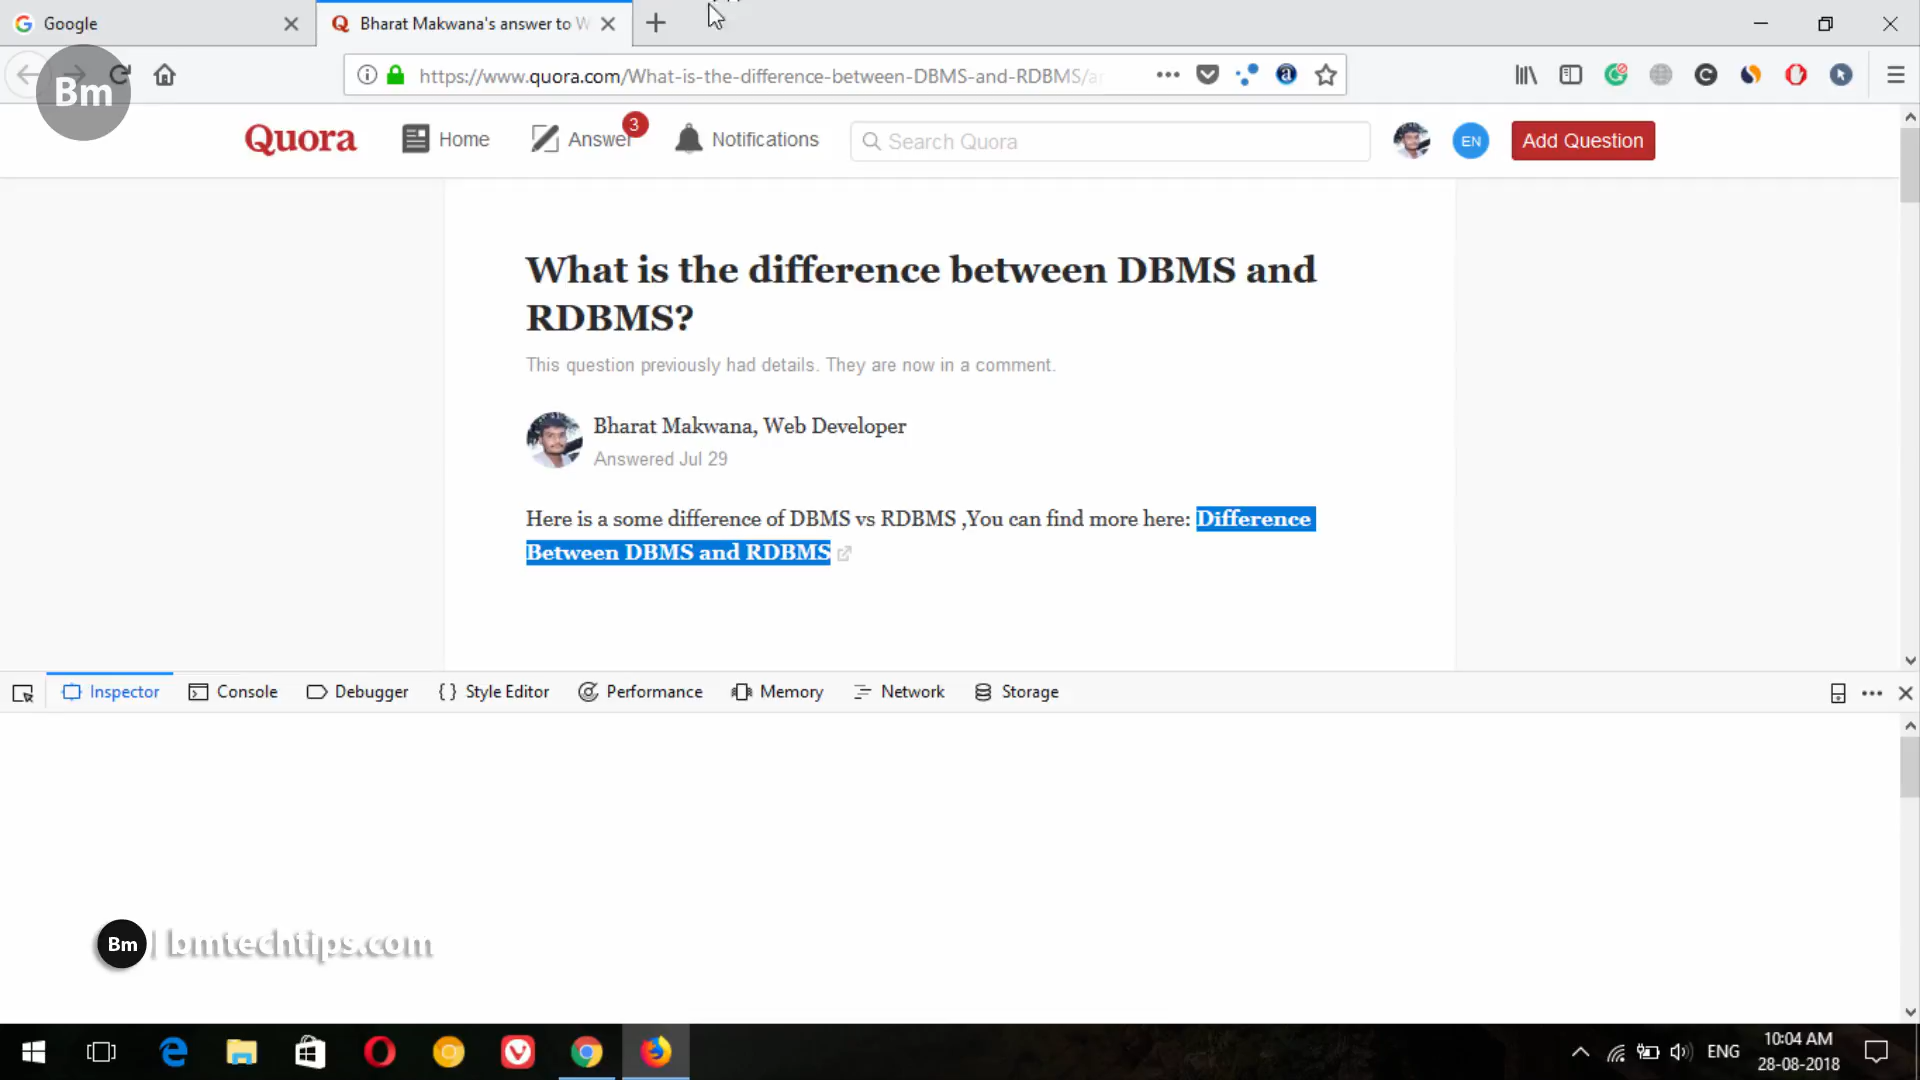 Google
Bharat Makwana's answer to W
Bm
https://www.quora.com/What-is-the-difference-between-DBMS-and-RDBMS/ar
Quora
Home
Answer
3
Notifications
Search Quora
EN
Add Question
What is the difference between DBMS and
RDBMS?
This question previously had details. They are now in a comment.
Bharat Makwana, Web Developer
Answered Jul 29
Here is a some difference of DBMS vs RDBMS ,You can find more here: Difference
Between DBMS and RDBMS
Inspector
Console
Debugger
{ } Style Editor
Performance
Memory
Network
Storage
Bm | bmtechtips.com
ENG
10:04 AM
28-08-2018